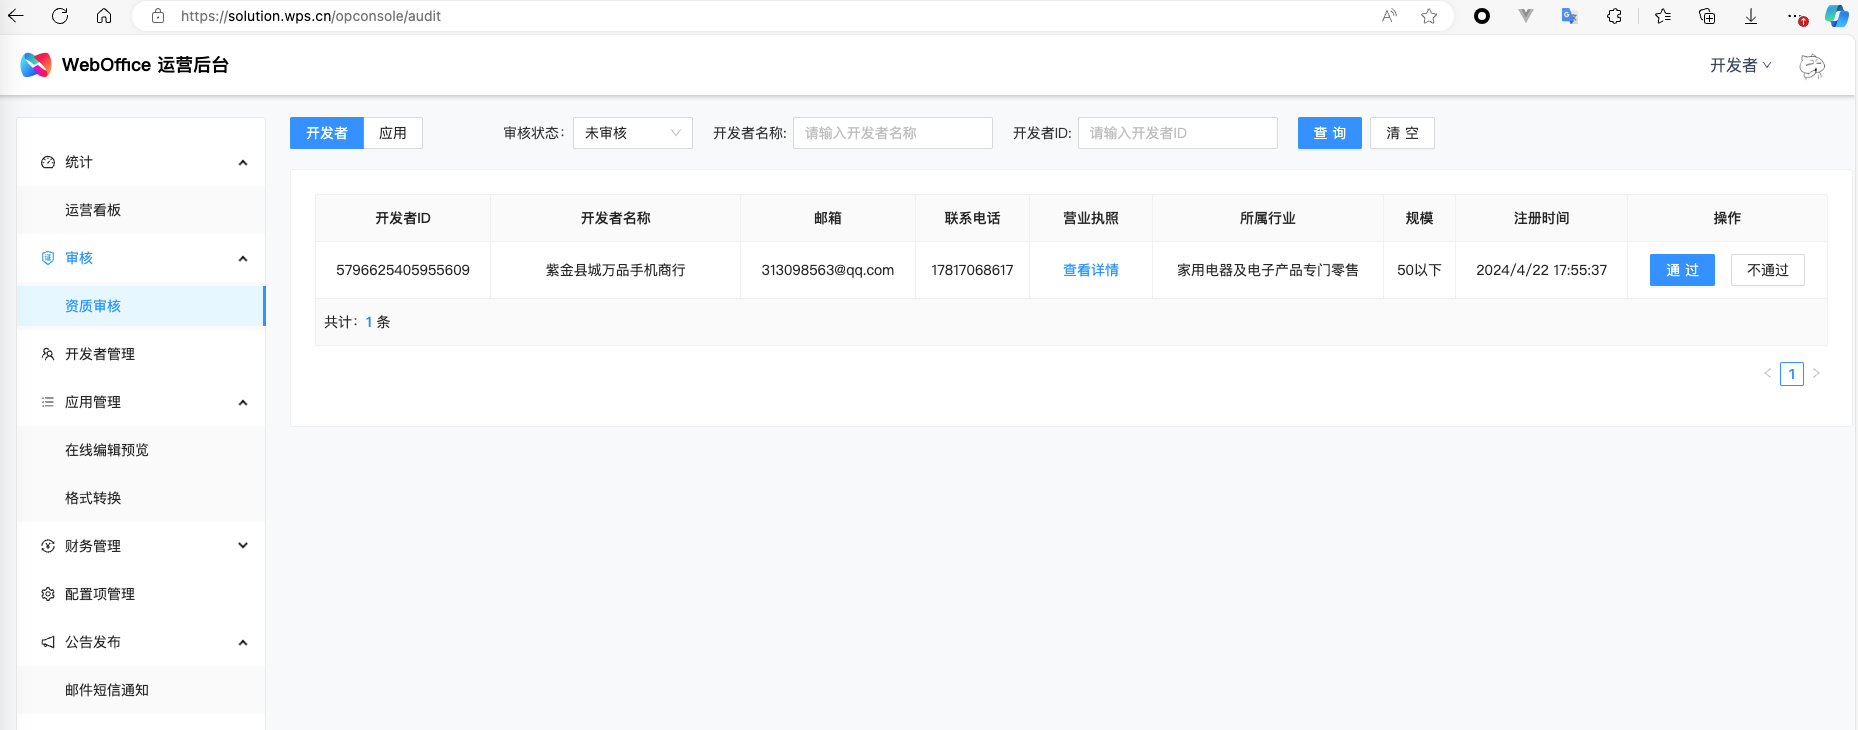 https://solution.wps.cn/opconsole/audit
WebOffice 运营后台
开发者
统计
运营看板
审核
资质审核
开发者管理
应用管理
在线编辑预览
格式转换
财务管理
配置项管理
公告发布
邮件短信通知
开发者 应用 审核状态: 未审核 开发者名称: 请输入开发者名称 开发者ID: 请输入开发者ID 查 询 清 空
开发者ID 开发者名称 邮箱 联系电话 营业执照 所属行业 规模 注册时间 操作
5796625405955609 紫金县城万品手机商行 313098563@qq.com 17817068617 查看详情 家用电器及电子产品专门零售 50以下 2024/4/22 17:55:37 通 过 不通过
共计: 1 条
1